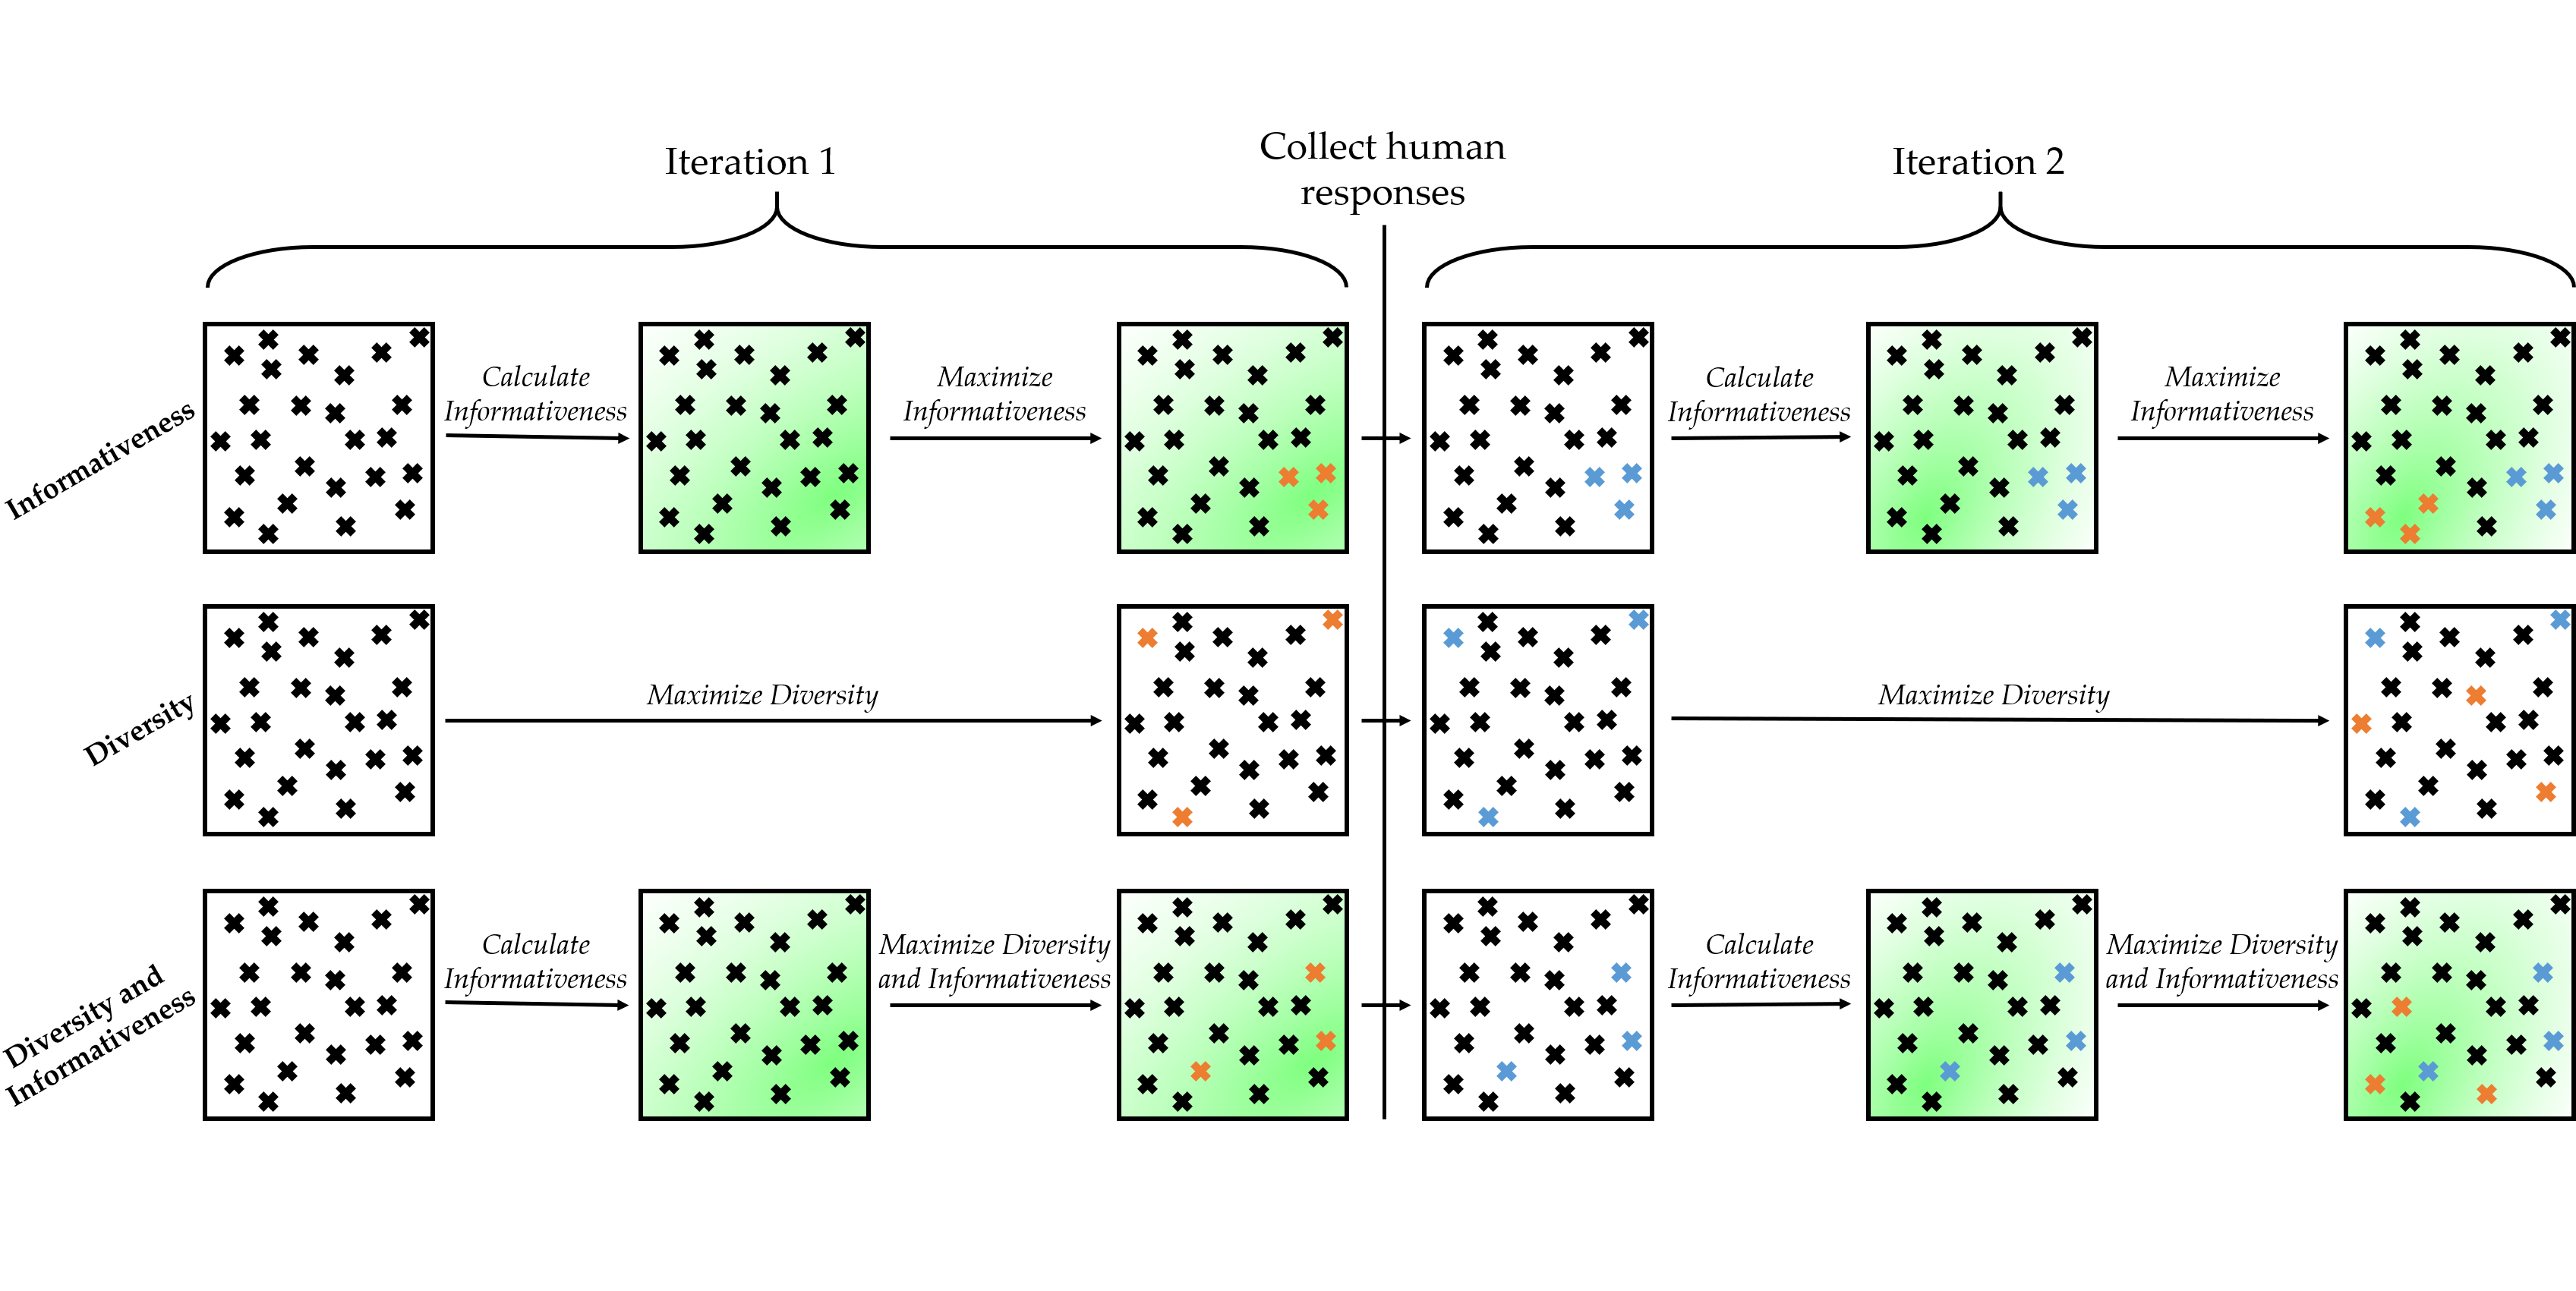 Iteration 1
Collect human
responses
Iteration 2
Informativeness
Calculate
Informativeness
Maximize
Informativeness
Calculate
Informativeness
Maximize
Informativeness
Diversity
Maximize Diversity
Maximize Diversity
Diversity and
Informativeness
Calculate
Informativeness
Maximize Diversity
and Informativeness
Calculate
Informativeness
Maximize Diversity
and Informativeness